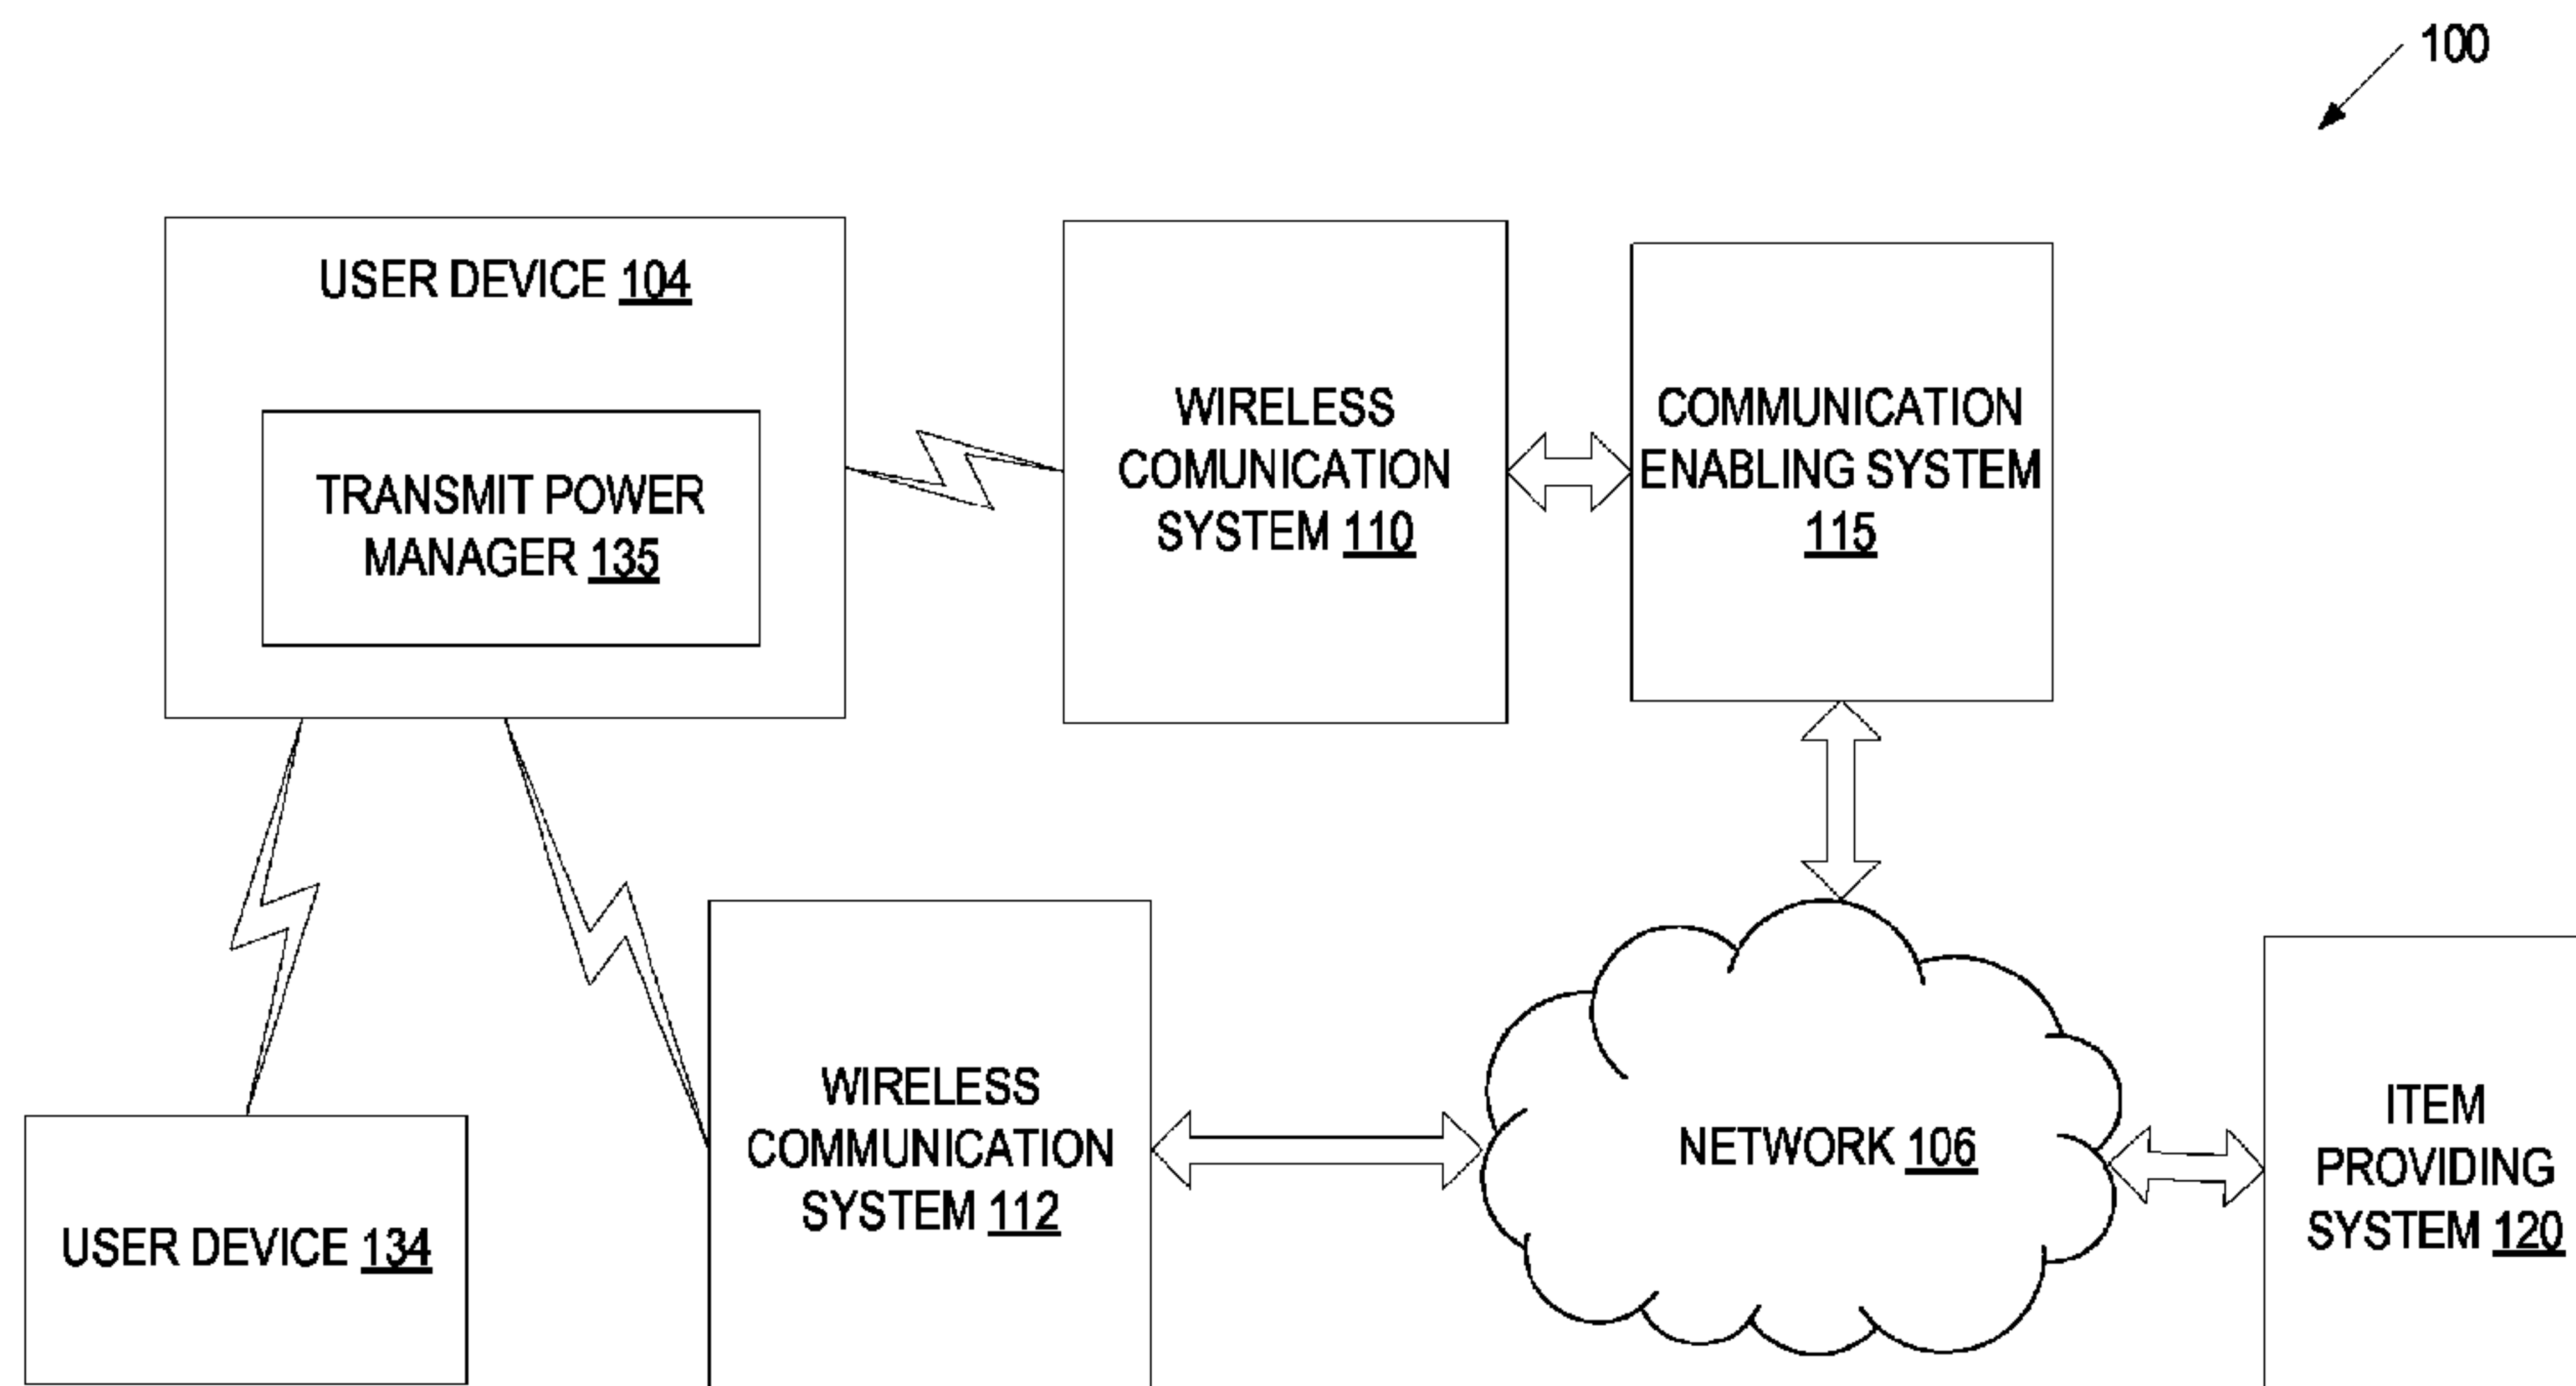 100
USER DEVICE 104
TRANSMIT POWER
MANAGER 135
WIRELESS
COMUNICATION
SYSTEM 110
COMMUNICATION
ENABLING SYSTEM
115
USER DEVICE 134
WIRELESS
COMMUNICATION
SYSTEM 112
NETWORK 106
ITEM
PROVIDING
SYSTEM 120